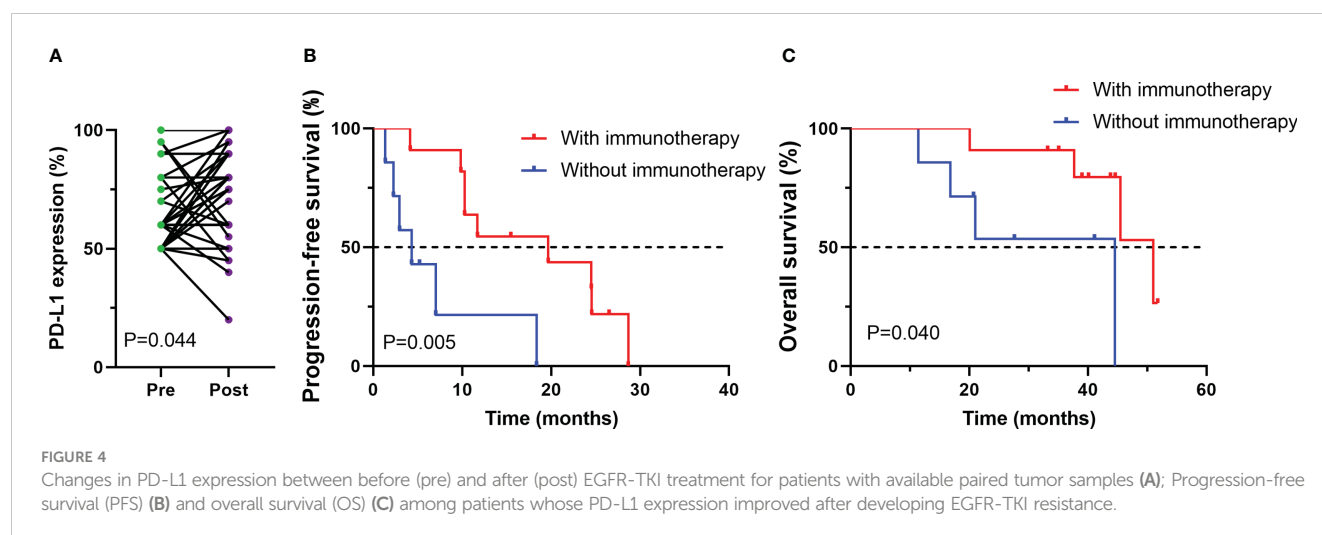 A
PD-L1 expression (%)
100
50
0
P=0.044
Pre
Post
B
Progression-free survival (%)
100
50
0
With immunotherapy
Without immunotherapy
P=0.005
0
10
20
30
40
Time (months)
C
Overall survival (%)
100
50
0
With immunotherapy
Without immunotherapy
P=0.040
0
20
40
60
Time (months)
FIGURE 4
Changes in PD-L1 expression between before (pre) and after (post) EGFR-TKI treatment for patients with available paired tumor samples (A); Progression-free
survival (PFS) (B) and overall survival (OS) (C) among patients whose PD-L1 expression improved after developing EGFR-TKI resistance.